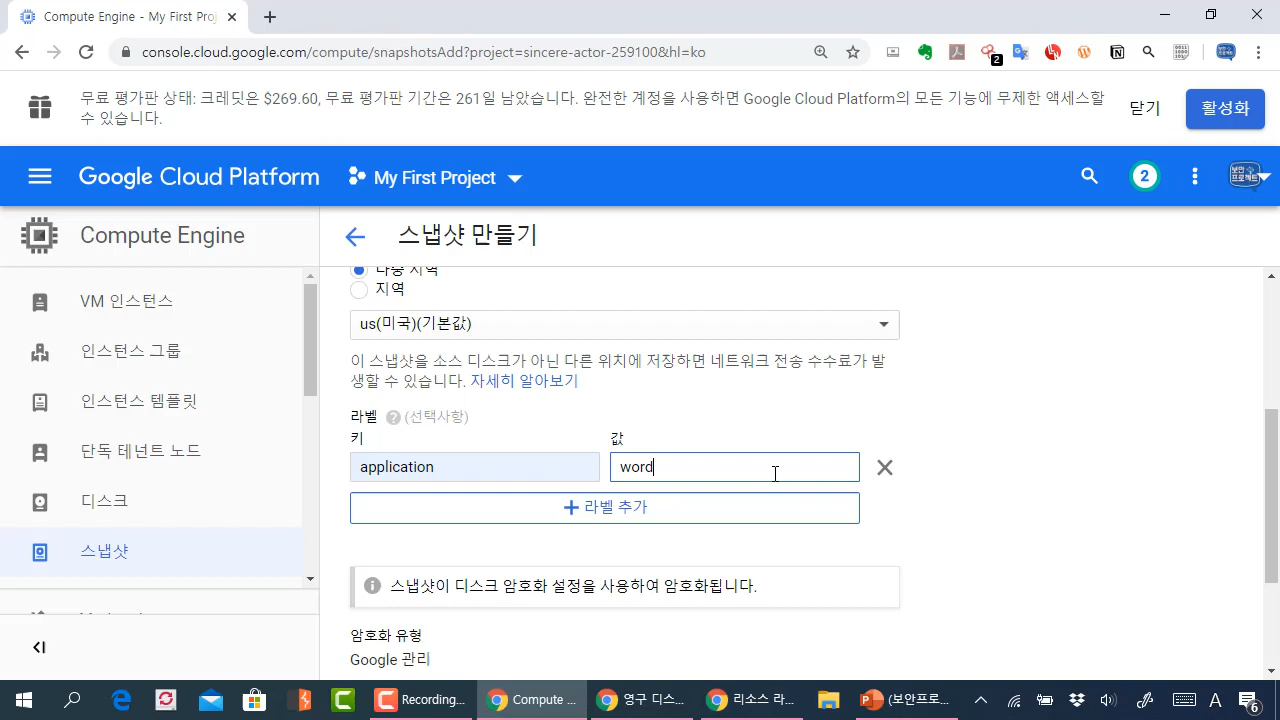 Compute Engine - My First Proj
console.cloud.google.com/compute/snapshotsAdd?project=sincere-actor-259100&hl=ko
2
무료 평가판 상태: 크레딧은 $269.60, 무료 평가판 기간은 261일 남았습니다. 완전한 계정을 사용하면 Google Cloud Platform의 모든 기능에 무제한 액세스할
수 있습니다.
닫기
활성화
Google Cloud Platform
My First Project
2
보안
프로젝트
Compute Engine
스냅샷 만들기
VM 인스턴스
인스턴스 그룹
인스턴스 템플릿
단독 테넌트 노드
디스크
스냅샷
다중 지역
지역
us(미국)(기본값)
이 스냅샷을 소스 디스크가 아닌 다른 위치에 저장하면 네트워크 전송 수수료가 발
생할 수 있습니다. 자세히 알아보기
라벨 ? (선택사항)
키
값
application
word
+ 라벨 추가
스냅샷이 디스크 암호화 설정을 사용하여 암호화됩니다.
암호화 유형
Google 관리
Recording...
Compute ...
영구 디스...
리소스 라...
(보안프로...
A
6